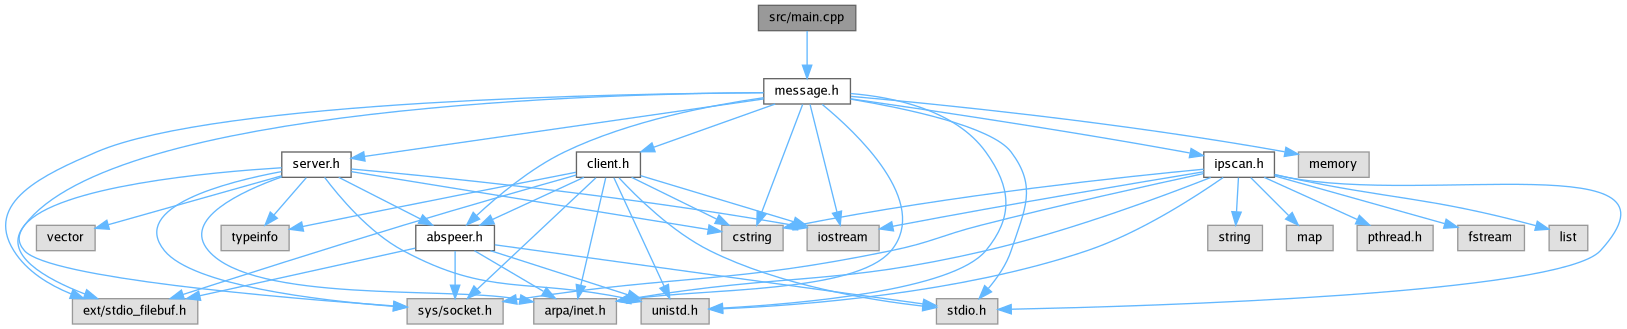 src/main.cpp
message.h
server.h
client.h
ipscan.h
memory
vector
typeinfo
abspeer.h
cstring
iostream
string
map
pthread.h
fstream
list
ext/stdio_filebuf.h
sys/socket.h
arpa/inet.h
unistd.h
stdio.h